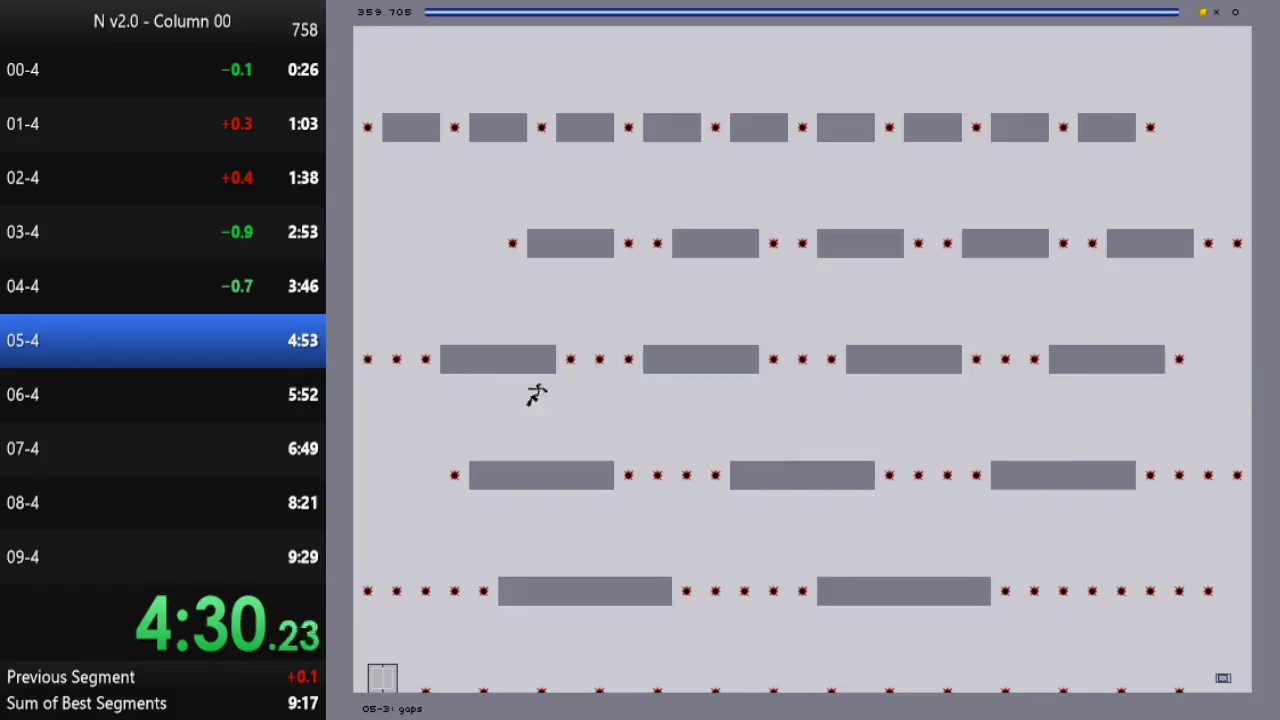 N v2.0 - Column 00
758
00-4 −0.1 0:26
01-4 +0.3 1:03
02-4 +0.4 1:38
03-4 −0.9 2:53
04-4 −0.7 3:46
05-4 4:53
06-4 5:52
07-4 6:49
08-4 8:21
09-4 9:29
4:30.23
Previous Segment +0.1
Sum of Best Segments 9:17
359.705
05-3: gaps